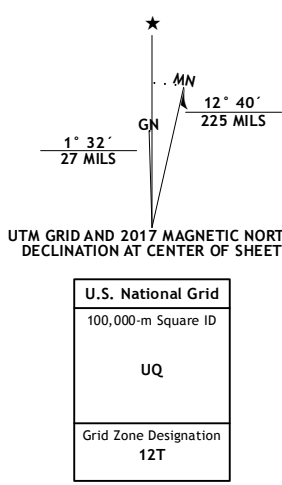 ★
MN
12° 40´
225 MILS
GN
1° 32´
27 MILS
UTM GRID AND 2017 MAGNETIC NORT
DECLINATION AT CENTER OF SHEET
U.S. National Grid
100,000-m Square ID
UQ
Grid Zone Designation
12T